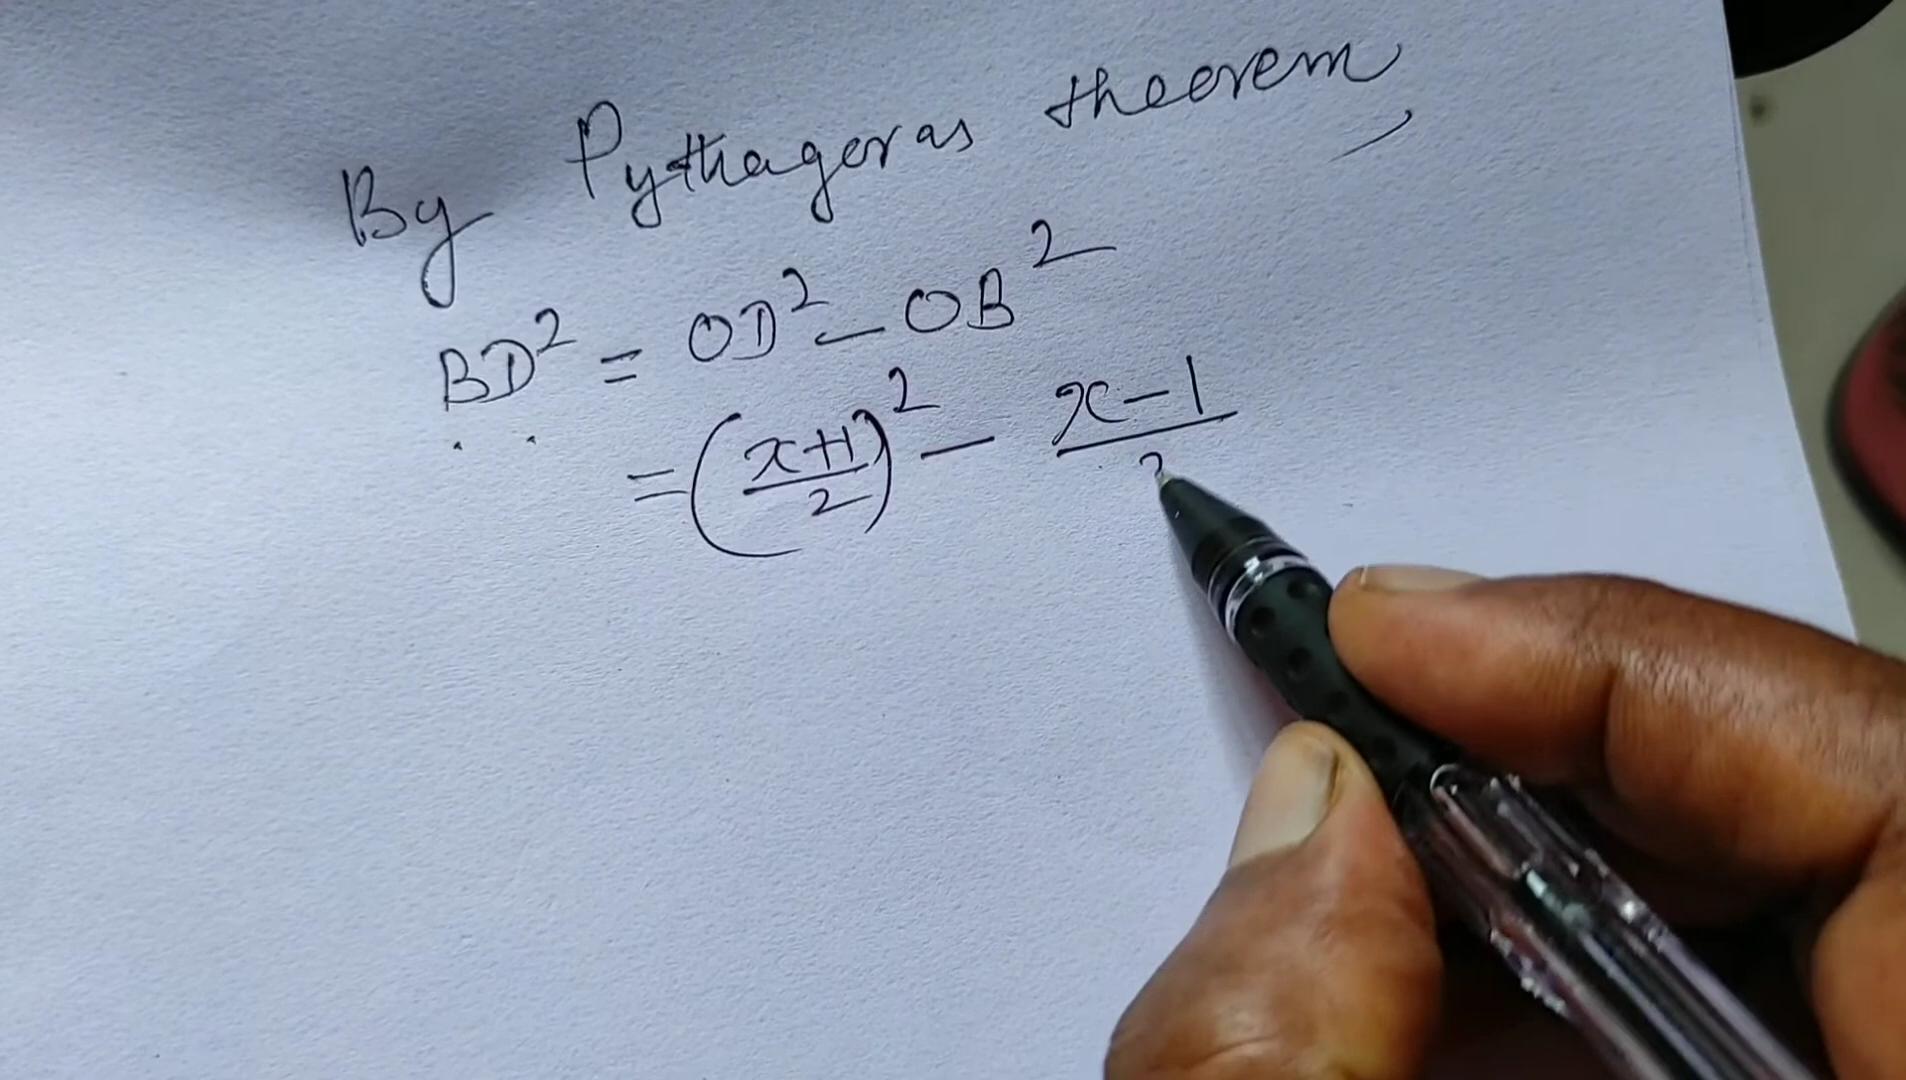 By Pythageras theorem,
BD² = OD² - OB²
= (x+1/2)² - x-1/2